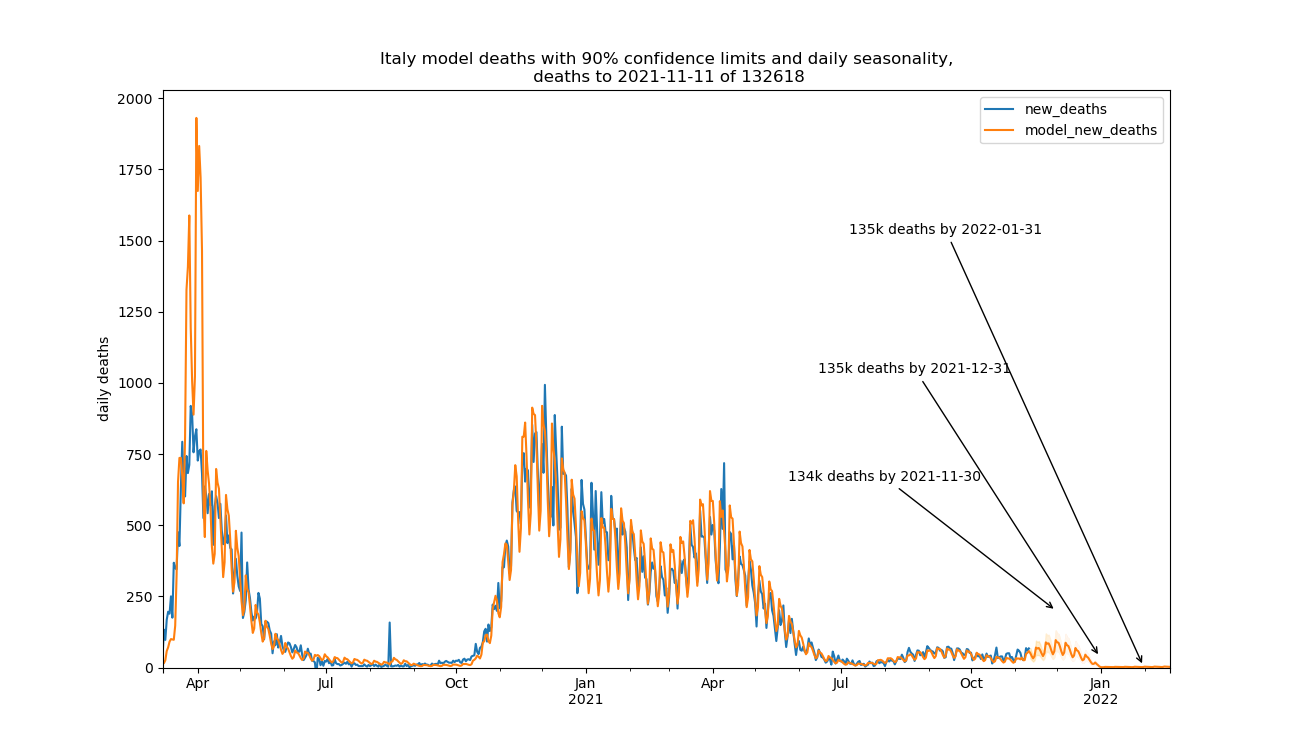 Italy model deaths with 90% confidence limits and daily seasonality,
deaths to 2021-11-11 of 132618
new_deaths
model_new_deaths
daily deaths
2000
1750
1500
1250
1000
750
500
250
0
135k deaths by 2022-01-31
135k deaths by 2021-12-31
134k deaths by 2021-11-30
Apr Jul Oct Jan Apr Jul Oct Jan
2021 2022